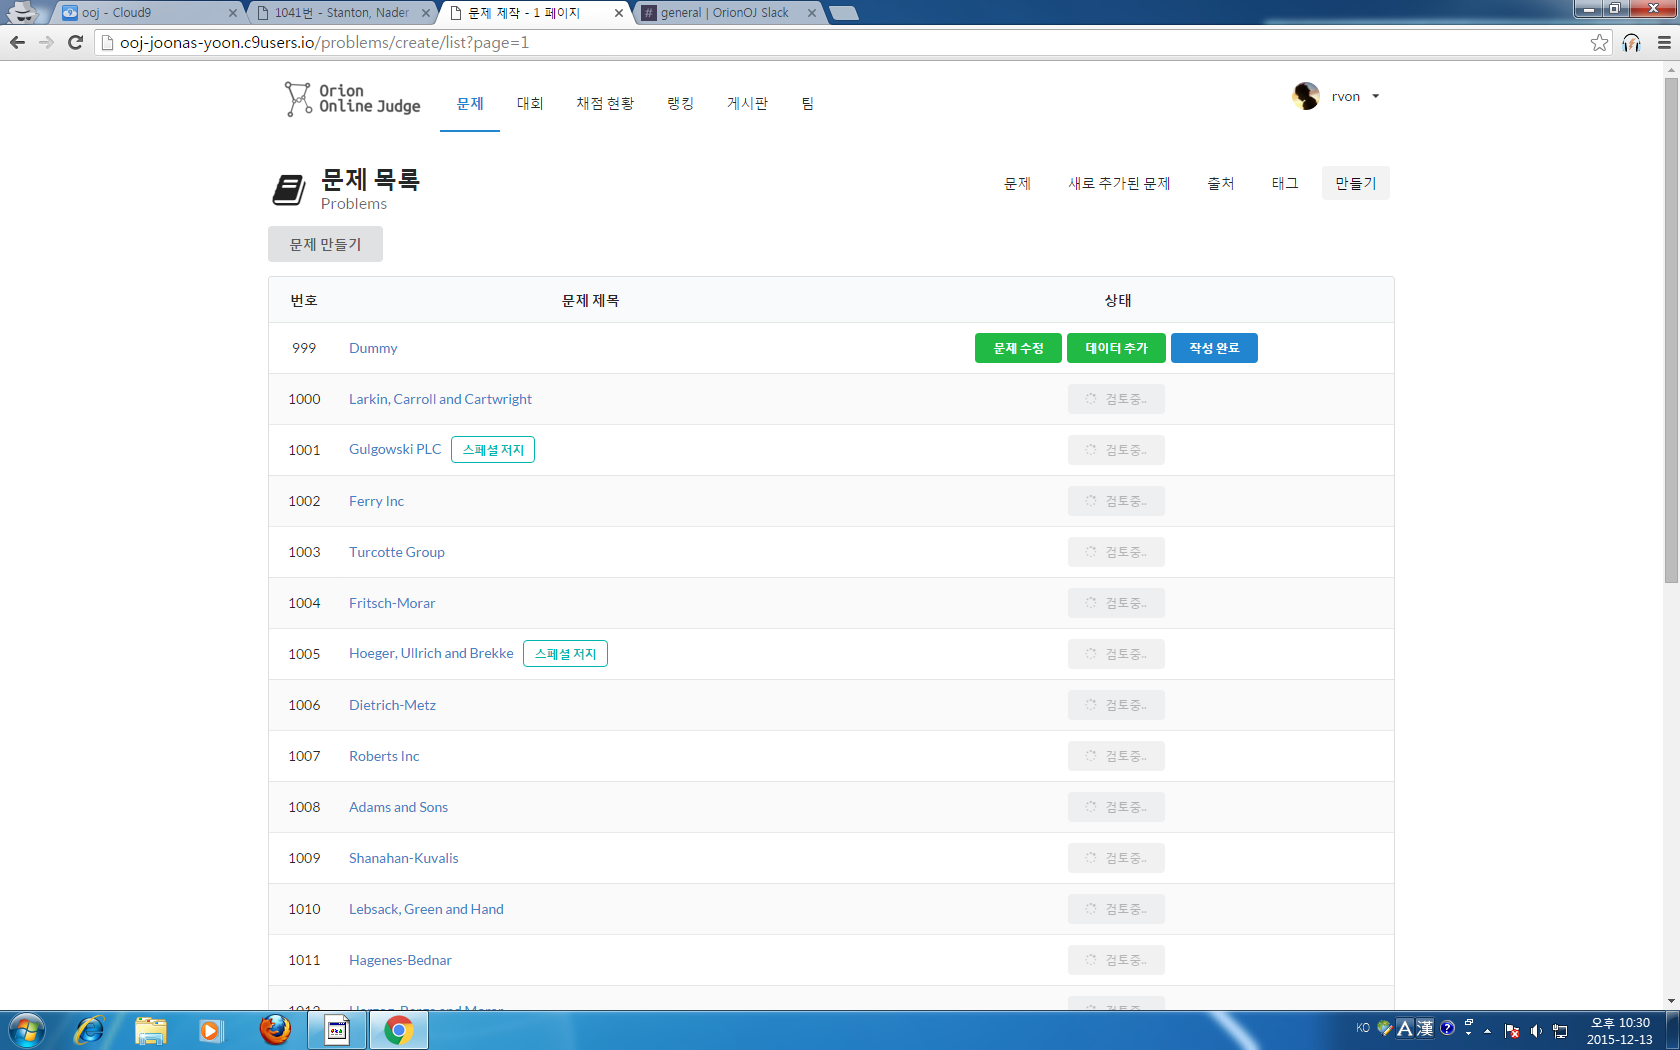 ooj - Cloud9
1041번 - Stanton, Nader
문제 제작 - 1 페이지
general | OrionOJ Slack
ooj-joonas-yoon.c9users.io/problems/create/list?page=1
Orion
Online Judge
문제
대회
채점 현황
랭킹
게시판
팀
rvon
문제 목록
Problems
문제
새로 추가된 문제
출처
태그
만들기
문제 만들기
번호 문제 제목 상태
999 Dummy 문제 수정 데이터 추가 작성 완료
1000 Larkin, Carroll and Cartwright 검토중..
1001 Gulgowski PLC 스페셜 저지 검토중..
1002 Ferry Inc 검토중..
1003 Turcotte Group 검토중..
1004 Fritsch-Morar 검토중..
1005 Hoeger, Ullrich and Brekke 스페셜 저지 검토중..
1006 Dietrich-Metz 검토중..
1007 Roberts Inc 검토중..
1008 Adams and Sons 검토중..
1009 Shanahan-Kuvalis 검토중..
1010 Lebsack, Green and Hand 검토중..
1011 Hagenes-Bednar 검토중..
1012
KO A 漢
오후 10:30
2015-12-13